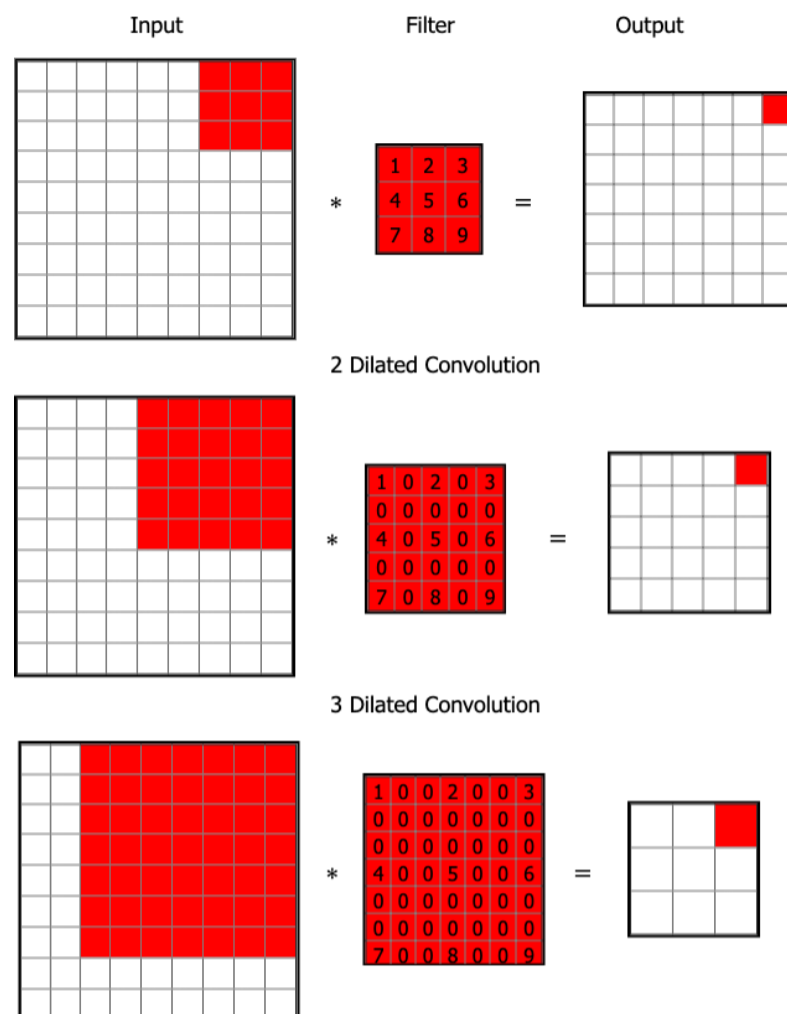 Input Filter Output
1 2 3
4 5 6
7 8 9
* =
2 Dilated Convolution
1 0 2 0 3
0 0 0 0 0
4 0 5 0 6
0 0 0 0 0
7 0 8 0 9
* =
3 Dilated Convolution
1 0 0 2 0 0 3
0 0 0 0 0 0 0
0 0 0 0 0 0 0
4 0 0 5 0 0 6
0 0 0 0 0 0 0
0 0 0 0 0 0 0
7 0 0 8 0 0 9
* =